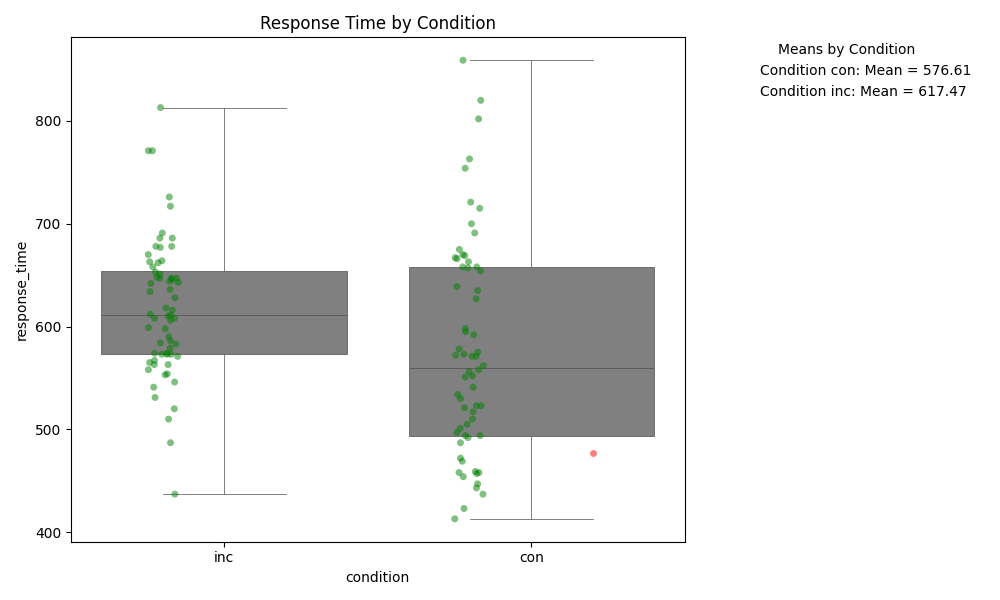 Response Time by Condition
Means by Condition
Condition con: Mean = 576.61
Condition inc: Mean = 617.47
800
700
600
500
400
response_time
inc
con
condition